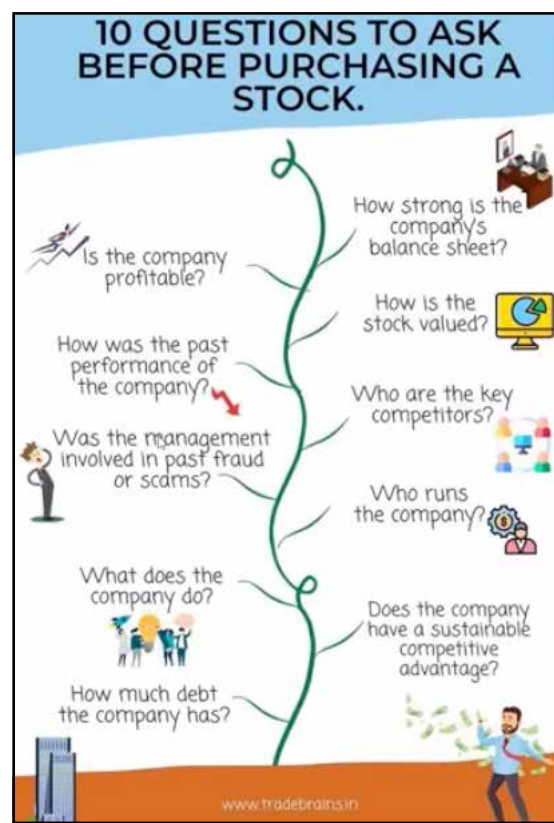 10 QUESTIONS TO ASK
BEFORE PURCHASING A
STOCK.
How strong is the
company's
balance sheet?
Is the company
profitable?
How is the
stock valued?
How was the past
performance of
the company?
Who are the key
competitors?
Was the management
involved in past fraud
or scams?
Who runs
the company?
What does the
company do?
Does the company
have a sustainable
competitive
advantage?
How much debt
the company has?
www.tradebrains.in